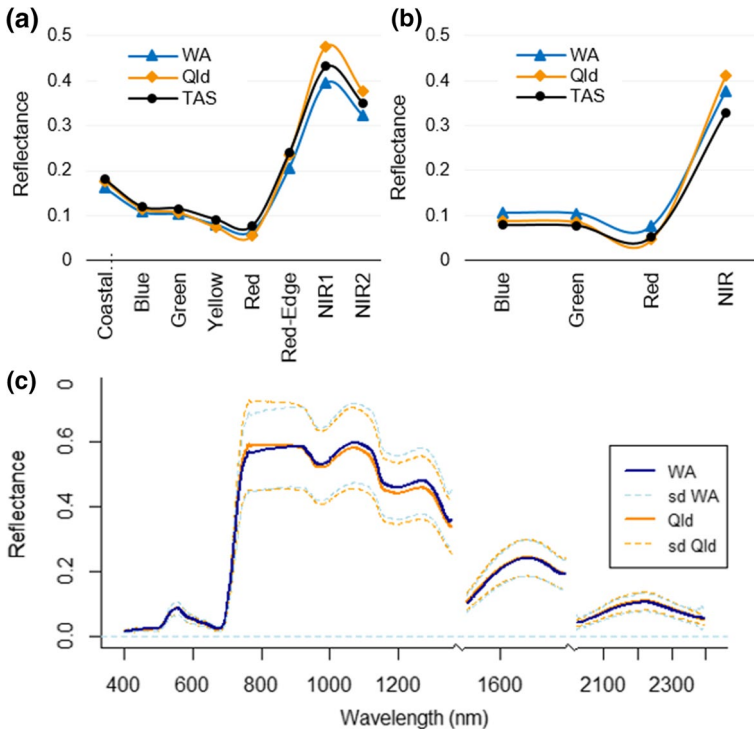 (a)
0.5
0.4
0.3
0.2
0.1
0
Reflectance
WA
Qld
TAS
Coastal...
Blue
Green
Yellow
Red
Red-Edge
NIR1
NIR2
(b)
0.5
0.4
0.3
0.2
0.1
0
Reflectance
WA
Qld
TAS
Blue
Green
Red
NIR
(c)
0
0.6
0.4
0.2
0.0
Reflectance
WA
sd WA
Qld
sd Qld
400
600
800
1000
1200
1600
2100
2300
Wavelength (nm)